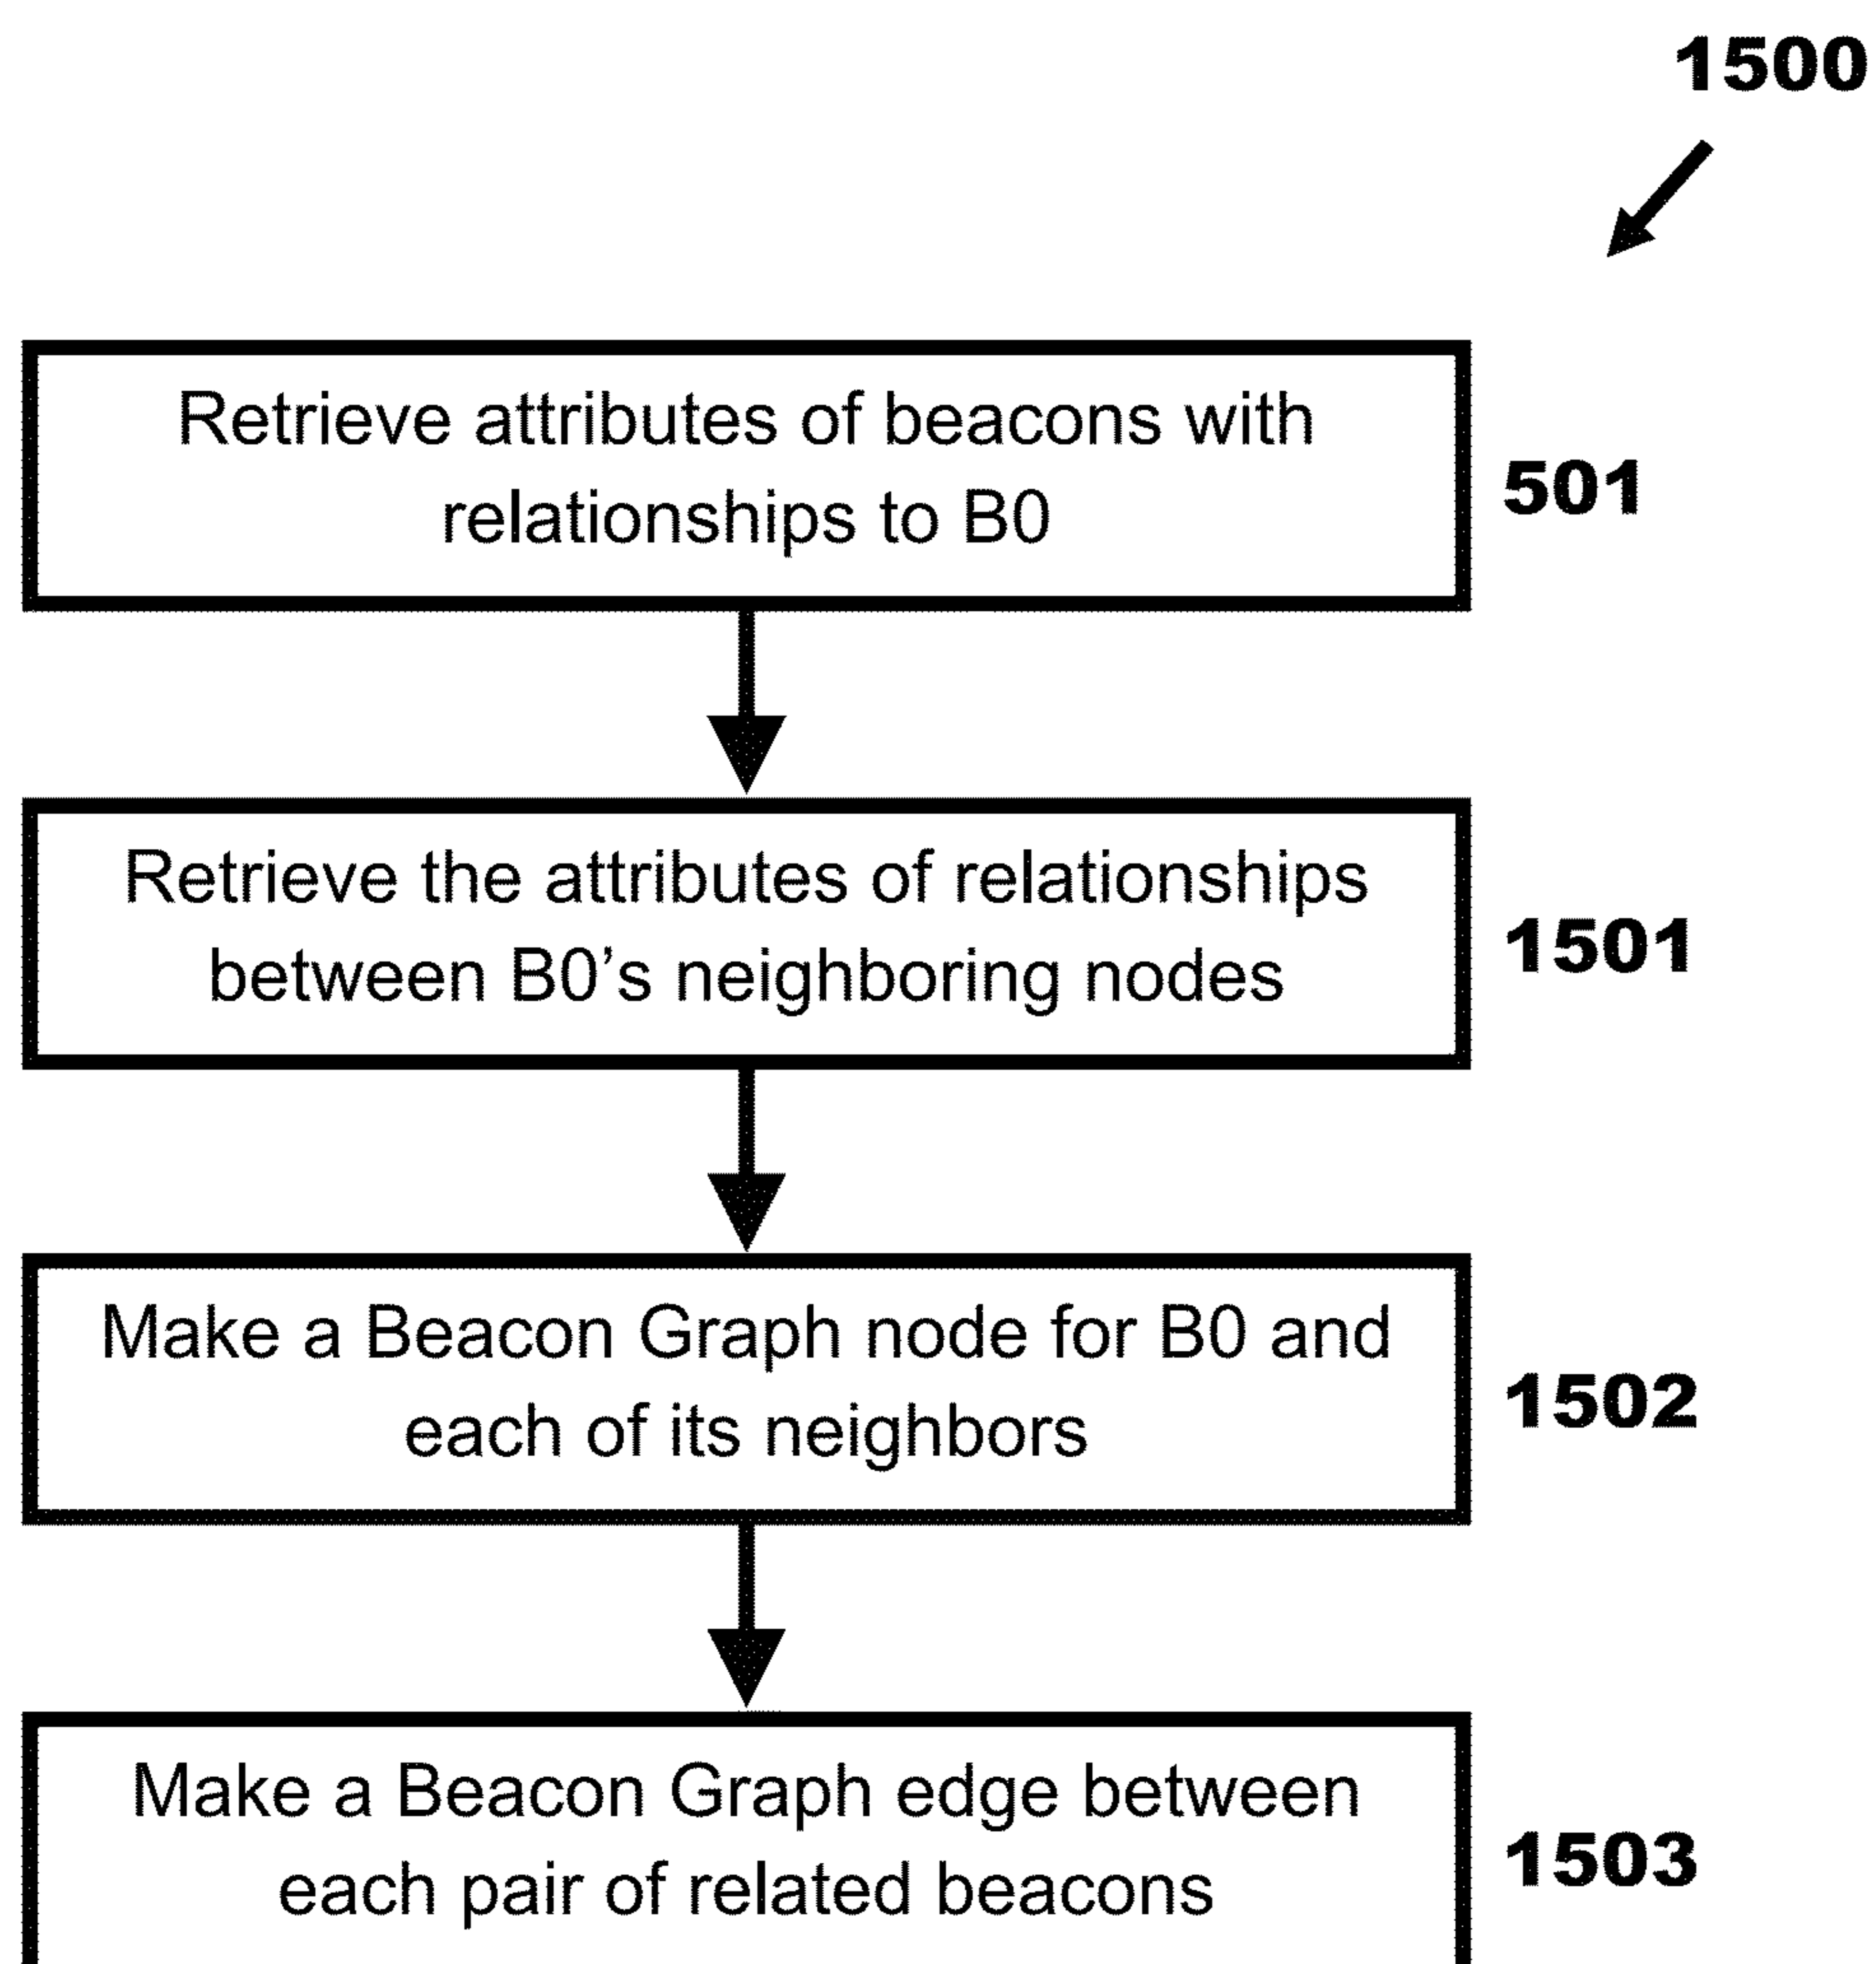 1500
Retrieve attributes of beacons with
relationships to B0
501
Retrieve the attributes of relationships
between B0’s neighboring nodes
1501
Make a Beacon Graph node for B0 and
each of its neighbors
1502
Make a Beacon Graph edge between
each pair of related beacons
1503